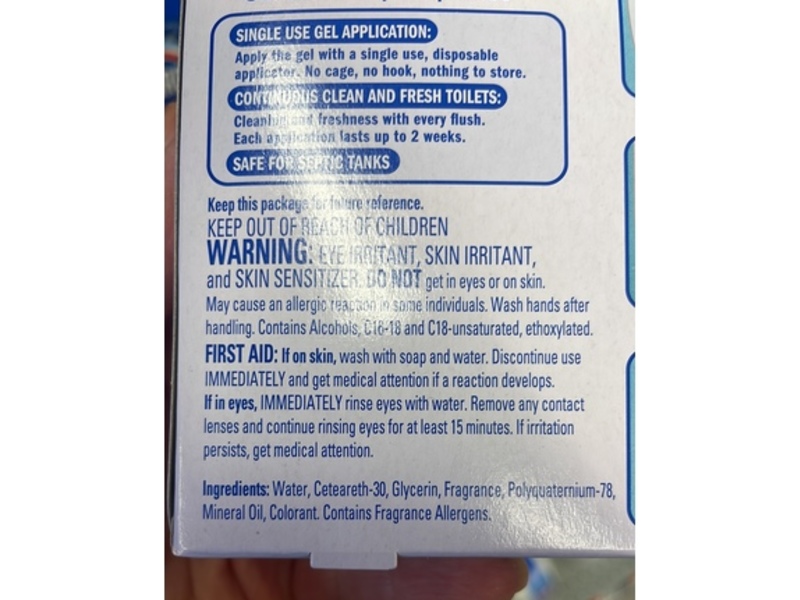 SINGLE USE GEL APPLICATION:
Apply the gel with a single use, disposable
applicator. No cage, no hook, nothing to store.
CONTINUOUS CLEAN AND FRESH TOILETS:
Cleaning and freshness with every flush.
Each application lasts up to 2 weeks.
SAFE FOR SEPTIC TANKS
Keep this package for future reference.
KEEP OUT OF REACH OF CHILDREN
WARNING: EYE IRRITANT, SKIN IRRITANT,
and SKIN SENSITIZER. DO NOT get in eyes or on skin.
May cause an allergic reaction in some individuals. Wash hands after
handling. Contains Alcohols, C16-18 and C18-unsaturated, ethoxylated.
FIRST AID: If on skin, wash with soap and water. Discontinue use
IMMEDIATELY and get medical attention if a reaction develops.
If in eyes, IMMEDIATELY rinse eyes with water. Remove any contact
lenses and continue rinsing eyes for at least 15 minutes. If irritation
persists, get medical attention.
Ingredients: Water, Ceteareth-30, Glycerin, Fragrance, Polyquaternium-78,
Mineral Oil, Colorant. Contains Fragrance Allergens.